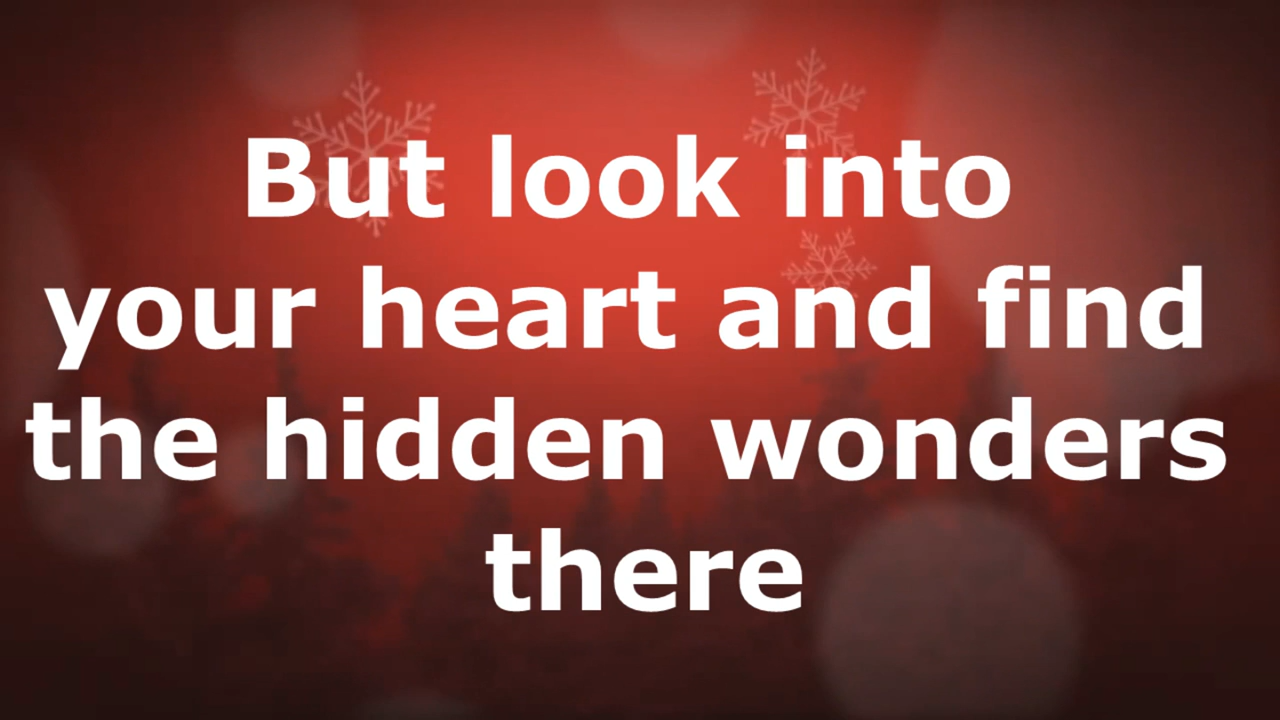 But look into
your heart and find
the hidden wonders
there